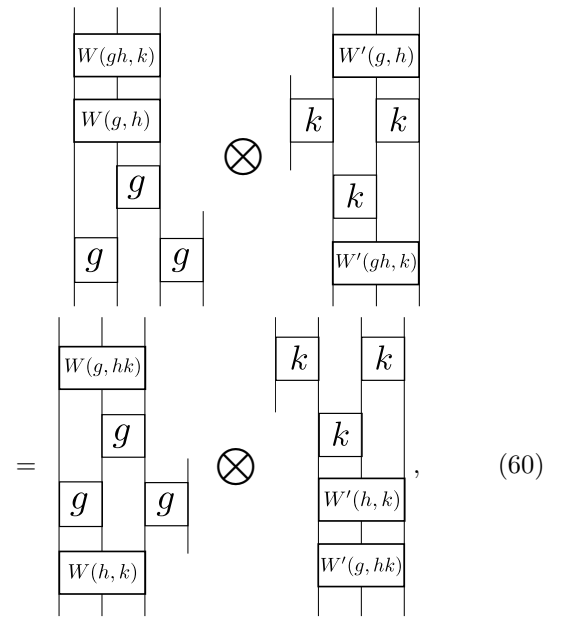 W(gh, k) W′(g, h)
W(g, h) k k
⊗
g k
g g W′(gh, k)
W(g, hk) k k
g k
= ⊗ , (60)
g g W′(h, k)
W(h, k) W′(g, hk)